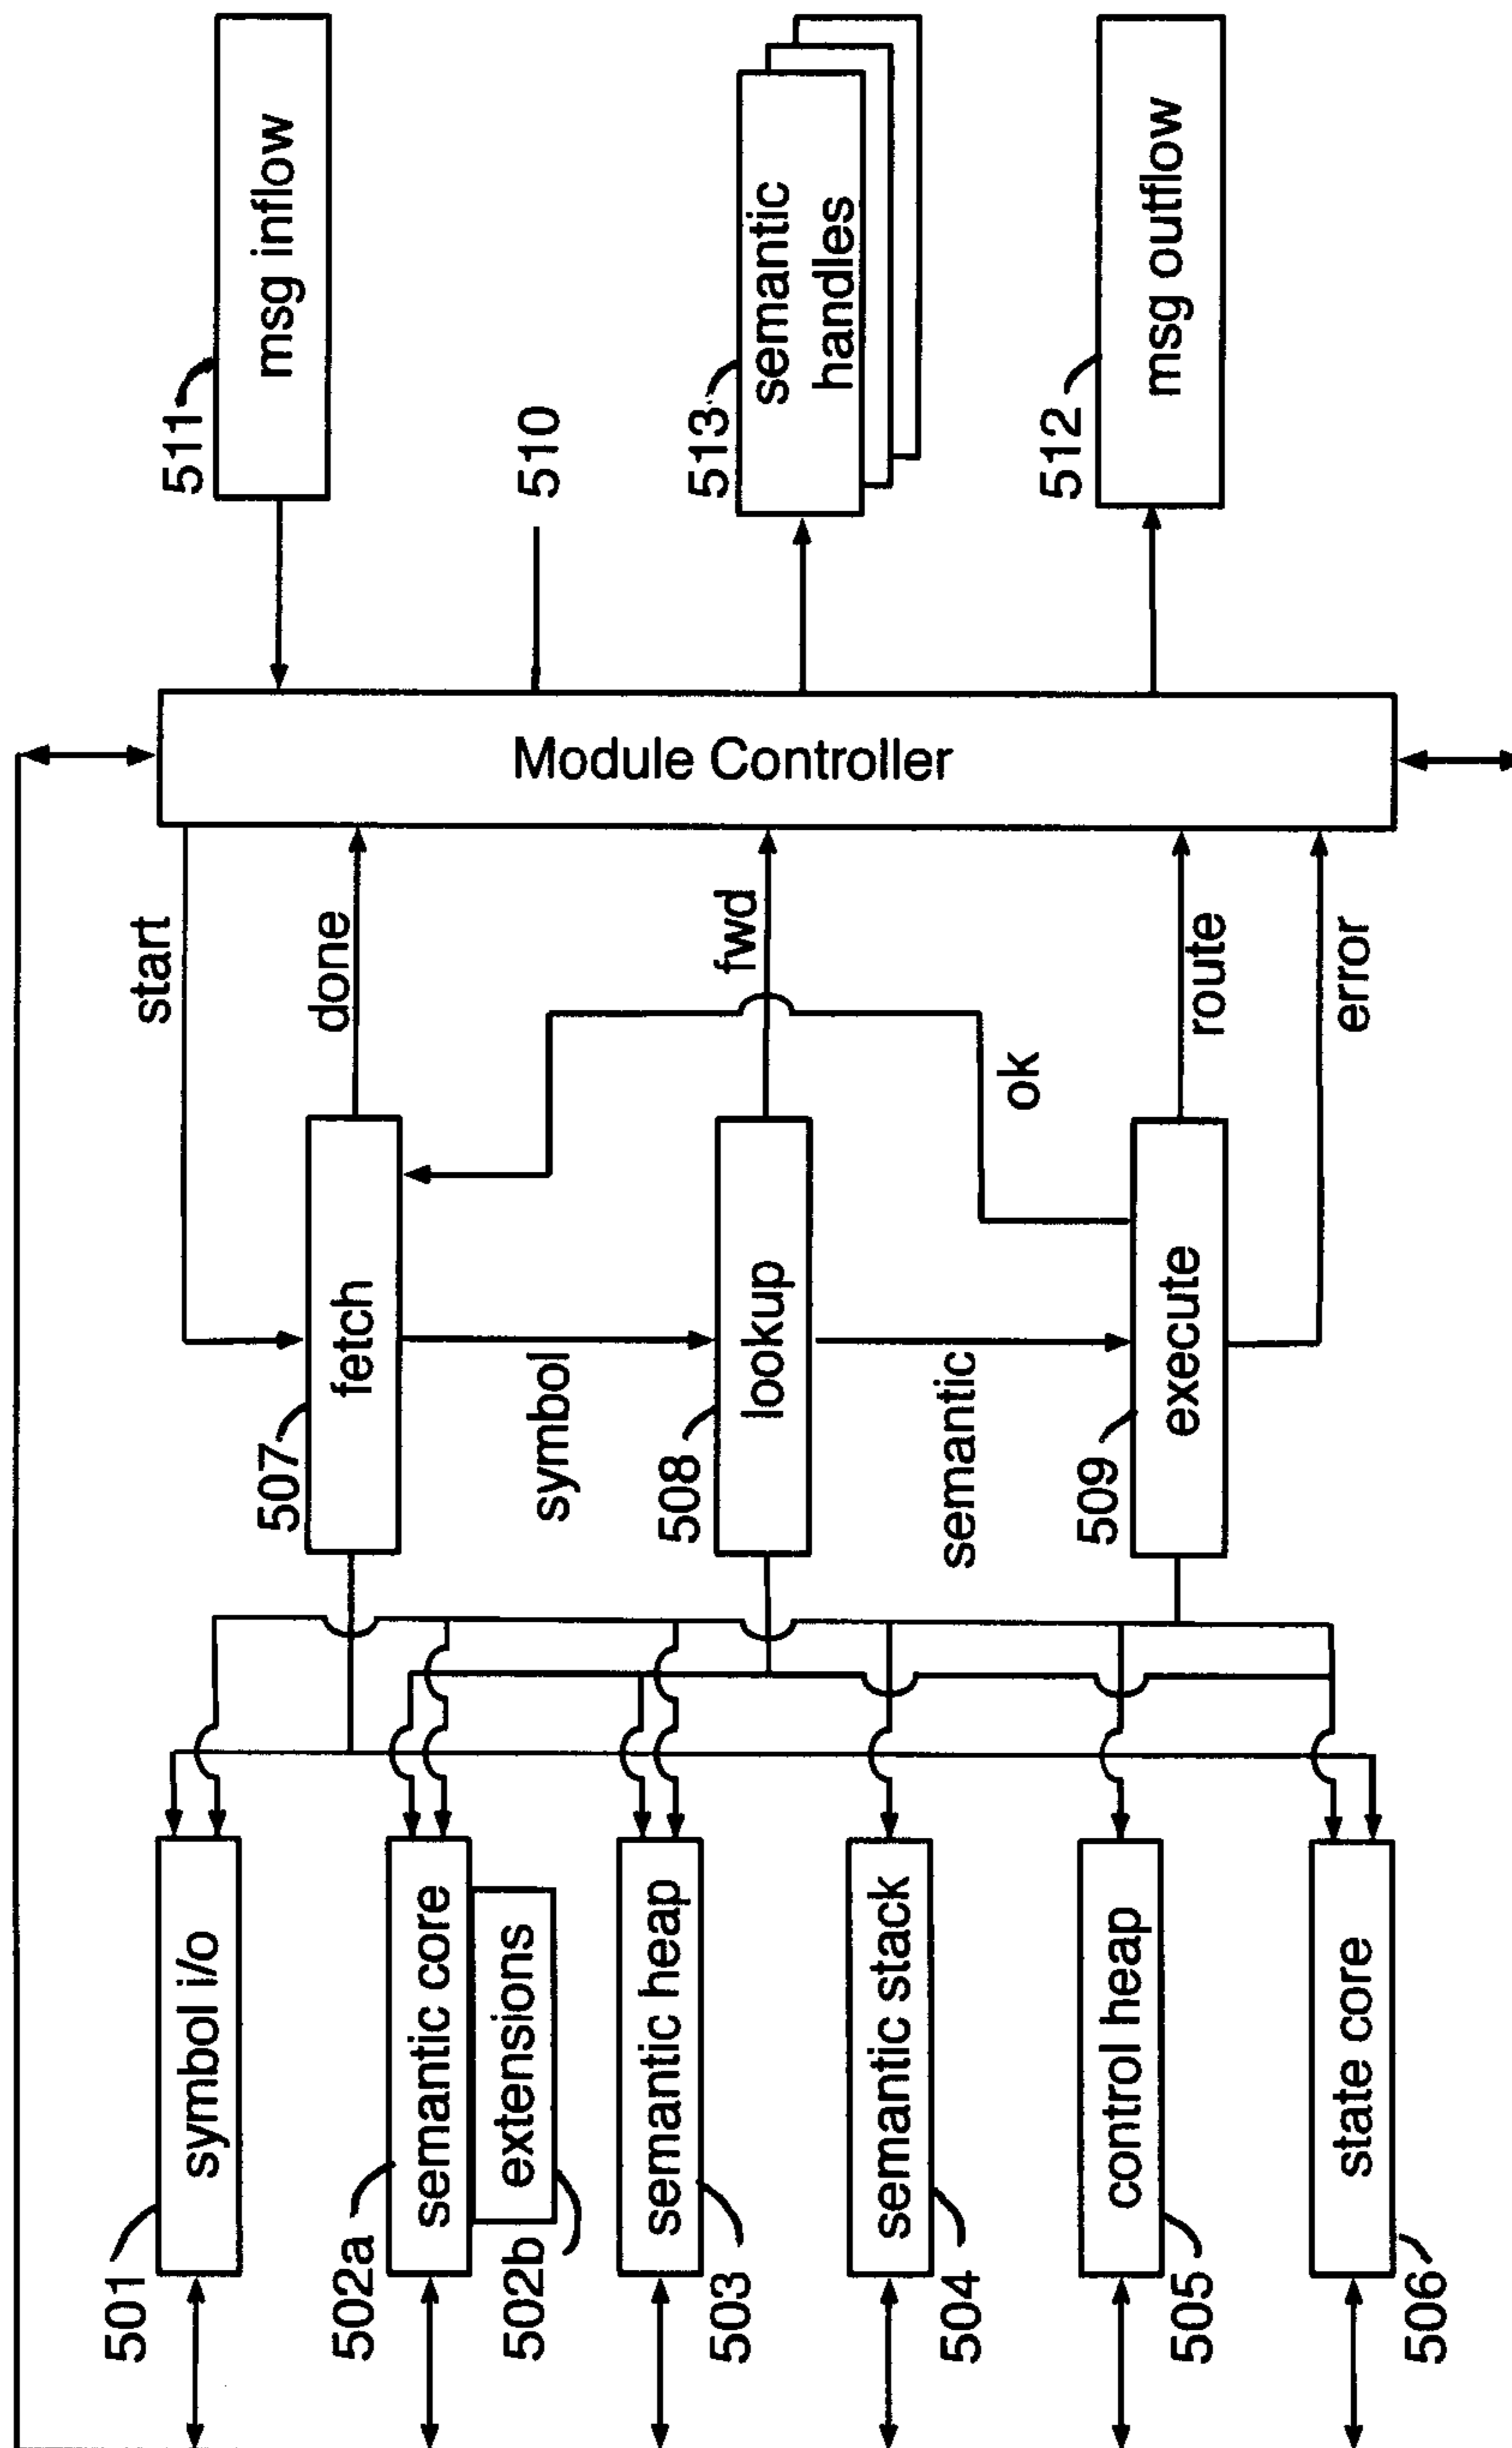 511
msg inflow
510
513
semantic
handles
512
msg outflow
Module Controller
start
done
fwd
route
error
ok
507
fetch
symbol
508
lookup
semantic
509
execute
501
symbol i/o
502a
semantic core
502b
extensions
503
semantic heap
504
semantic stack
505
control heap
506
state core